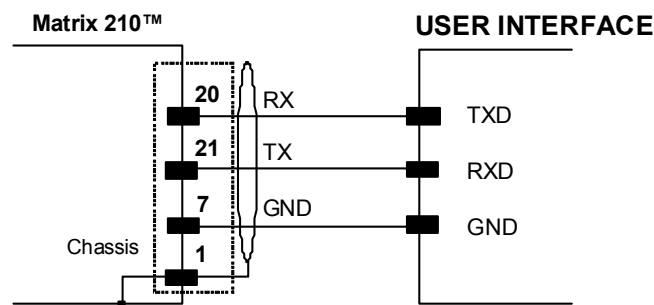 Matrix 210™ USER INTERFACE
20 RX TXD
21 TX RXD
7 GND GND
Chassis 1